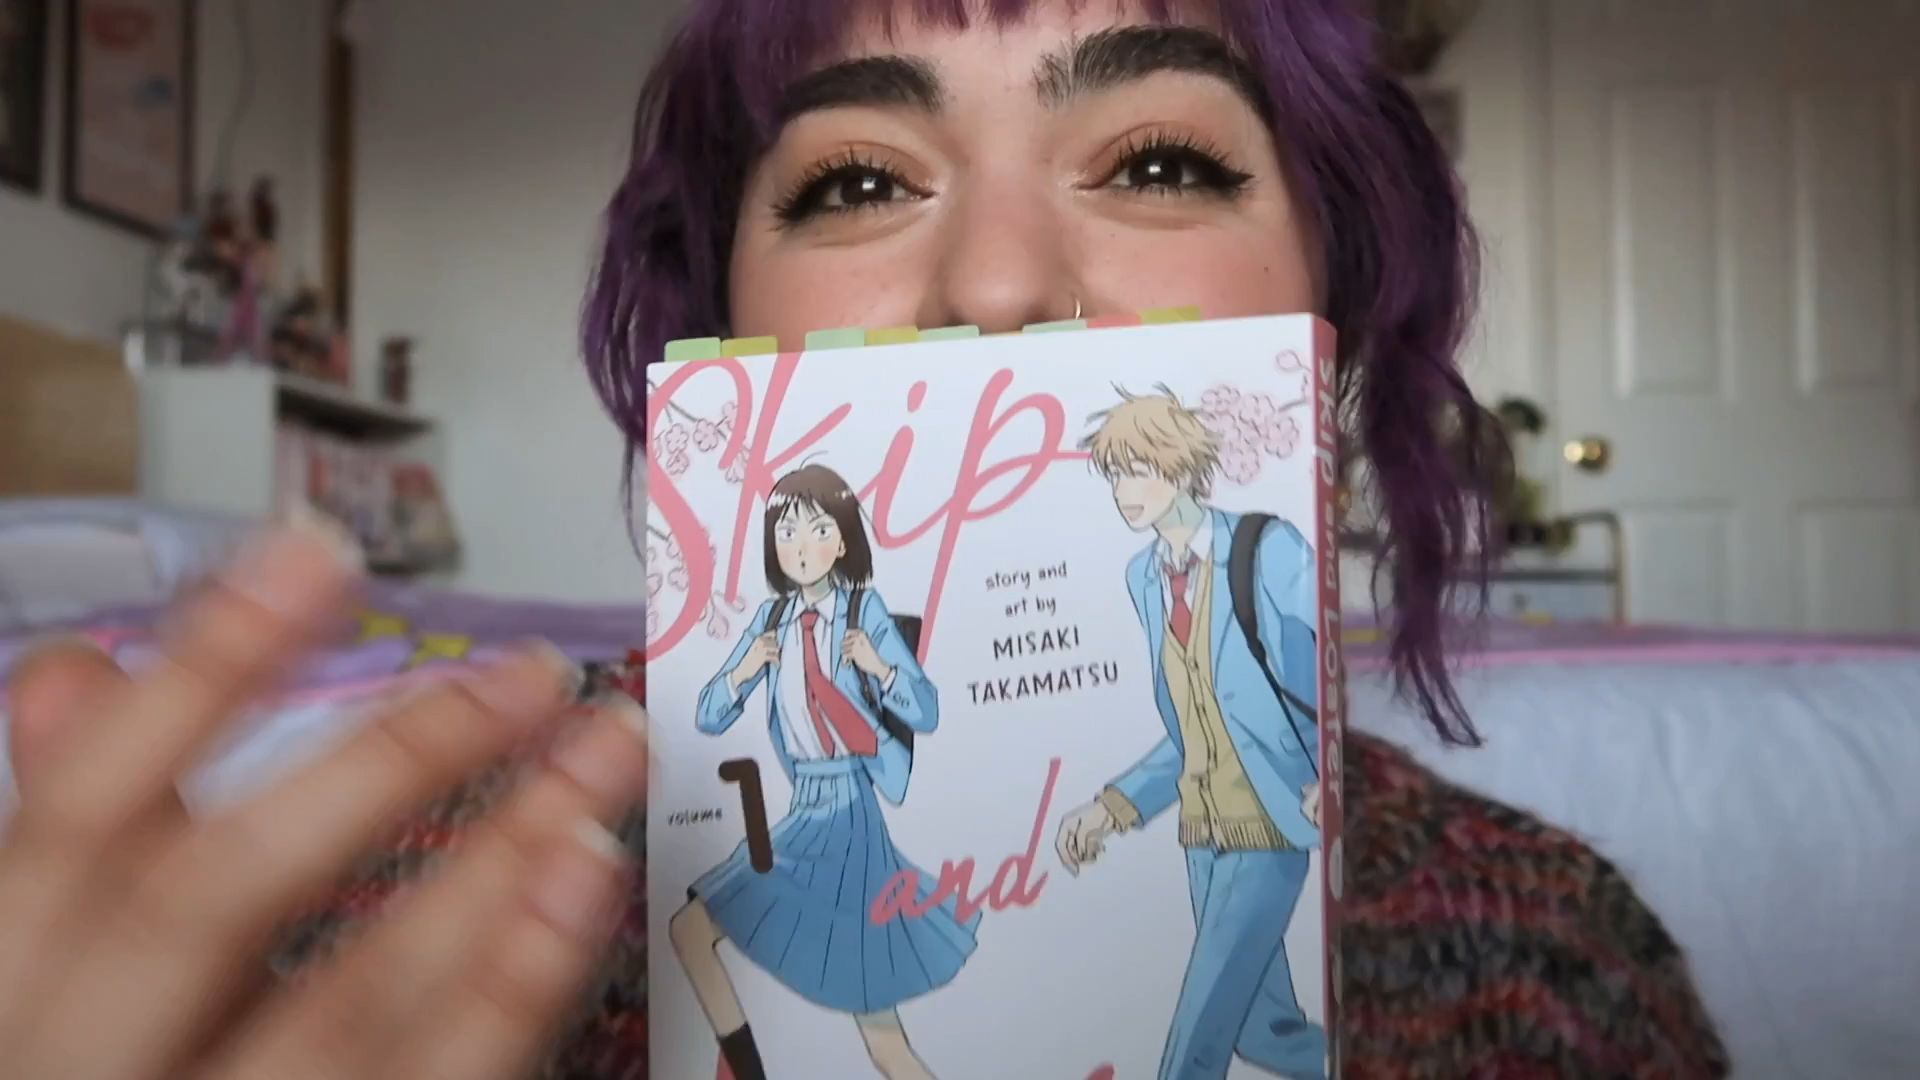 Skip
story and
art by
MISAKI
TAKAMATSU
volume
1
and
skip and Loafer